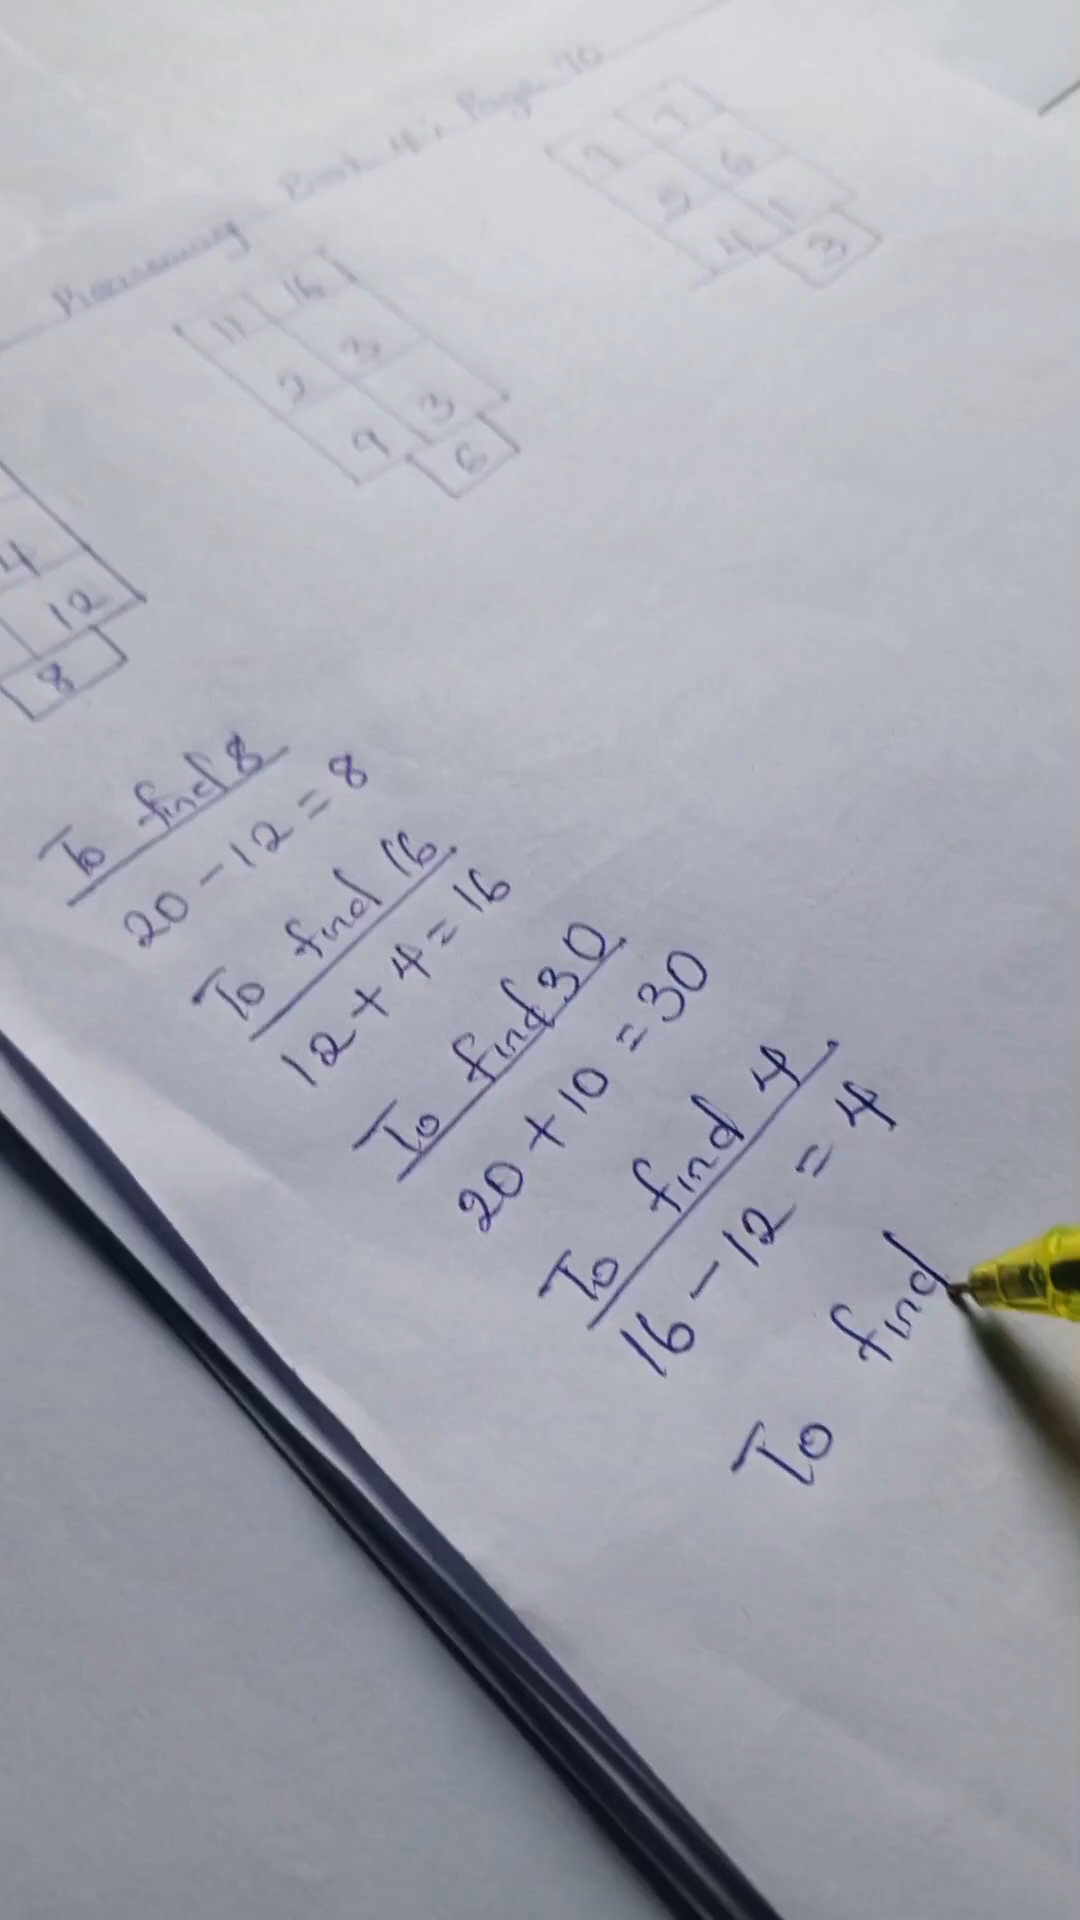 Reasoning Book 4, Page 70
7
9 6
5 1
4 3
16
11 3
2 3
9 6
4
12
8
To find 8
20 - 12 = 8
To find 16
12 + 4 = 16
To find 30
20 + 10 = 30
To find 4
16 - 12 = 4
To find